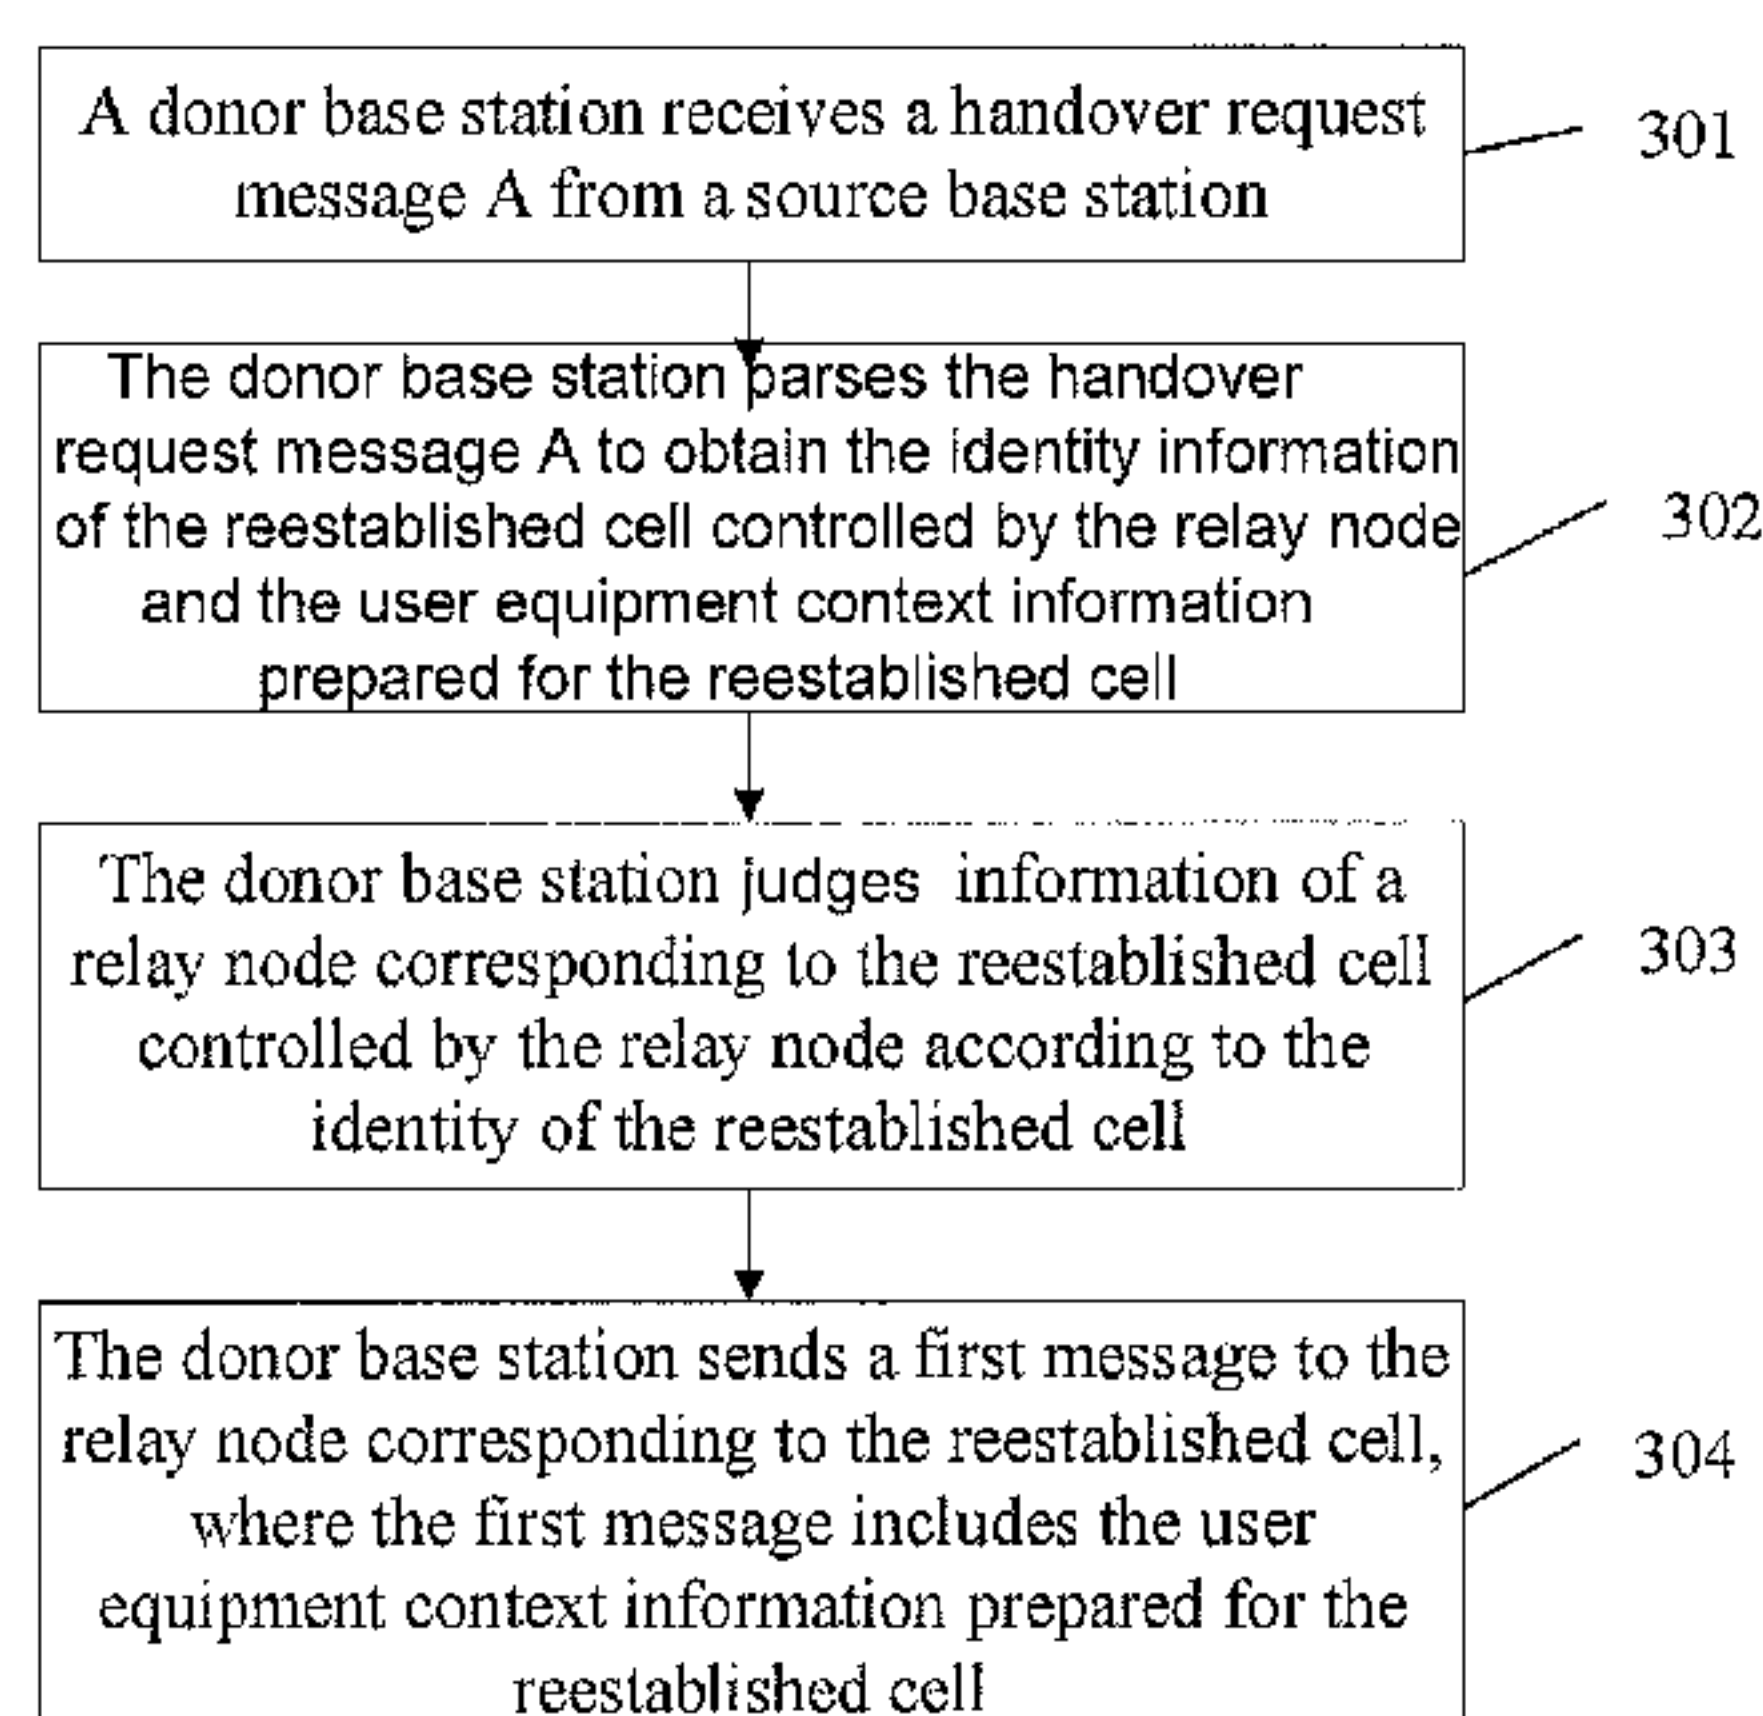 A donor base station receives a handover request
message A from a source base station
301
The donor base station parses the handover
request message A to obtain the identity information
of the reestablished cell controlled by the relay node
and the user equipment context information
prepared for the reestablished cell
302
The donor base station judges information of a
relay node corresponding to the reestablished cell
controlled by the relay node according to the
identity of the reestablished cell
303
The donor base station sends a first message to the
relay node corresponding to the reestablished cell,
where the first message includes the user
equipment context information prepared for the
reestablished cell
304